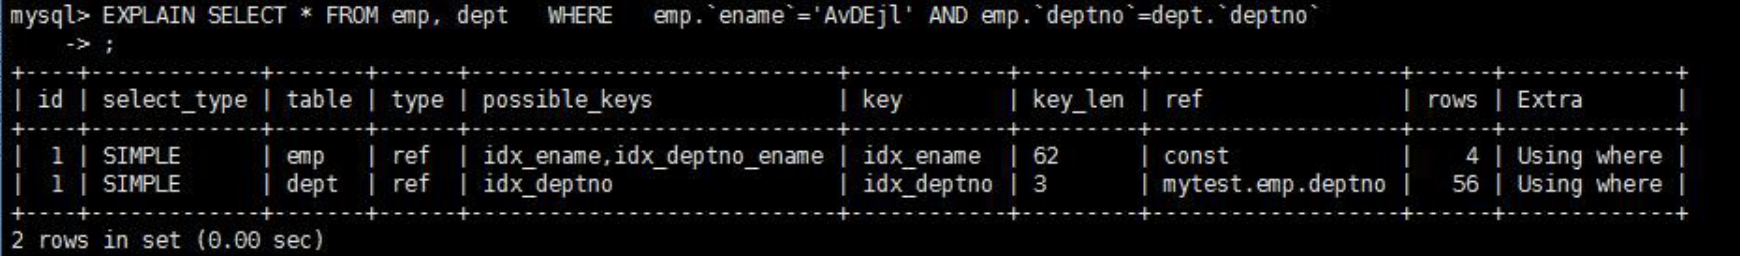 mysql> EXPLAIN SELECT * FROM emp, dept   WHERE   emp.`ename`='AvDEjl' AND emp.`deptno`=dept.`deptno`
    -> ;
+----+-------------+-------+------+---------------------------+------------+---------+-------------------+------+-------------+
| id | select_type | table | type | possible_keys             | key        | key_len | ref               | rows | Extra       |
+----+-------------+-------+------+---------------------------+------------+---------+-------------------+------+-------------+
|  1 | SIMPLE      | emp   | ref  | idx_ename,idx_deptno_ename | idx_ename  | 62      | const             |    4 | Using where |
|  1 | SIMPLE      | dept  | ref  | idx_deptno                | idx_deptno | 3       | mytest.emp.deptno |   56 | Using where |
+----+-------------+-------+------+---------------------------+------------+---------+-------------------+------+-------------+
2 rows in set (0.00 sec)